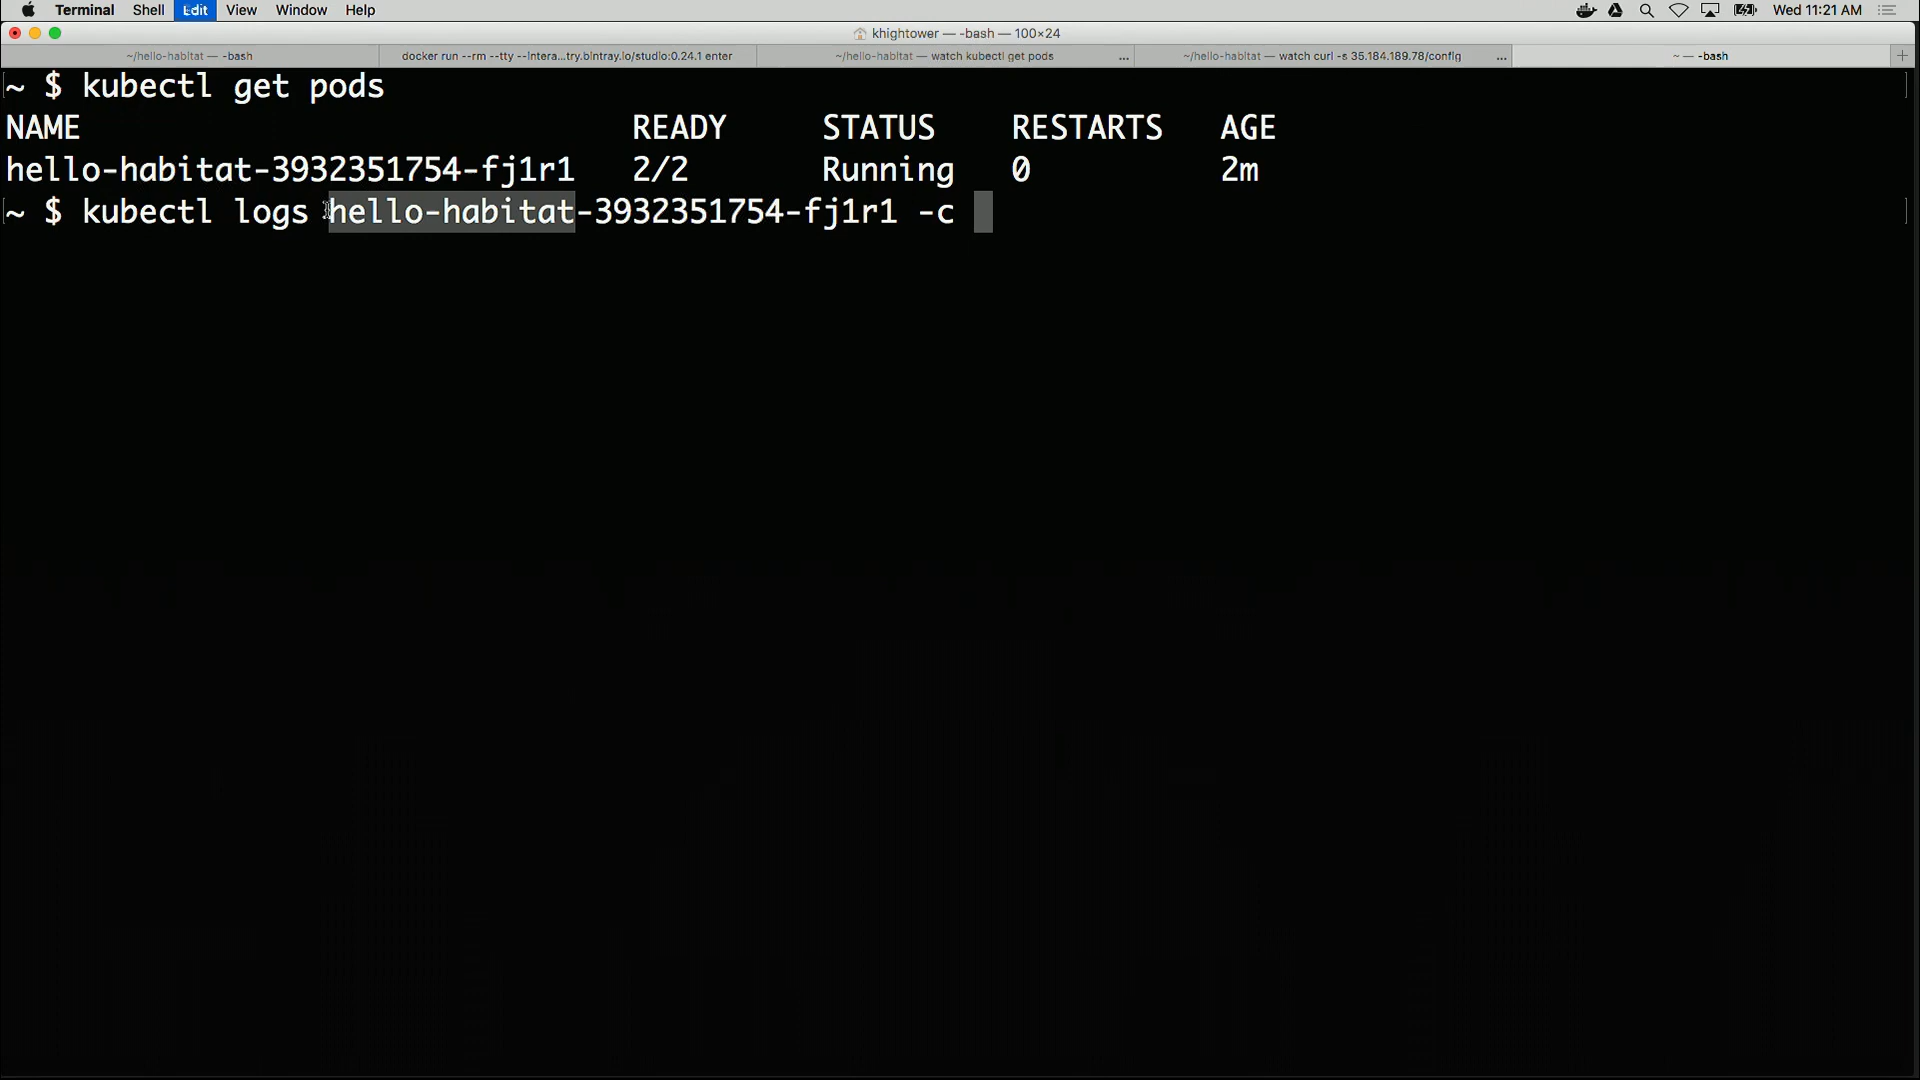 Terminal Shell Edit View Window Help Wed 11:21 AM
khightower — -bash — 100×24
~/hello-habitat — -bash docker run --rm --tty --intera...try.bintray.io/studio:0.24.1 enter ~/hello-habitat — watch kubectl get pods ... ~/hello-habitat — watch curl -s 35.184.189.78/config ... ~ — -bash
~ $ kubectl get pods
NAME READY STATUS RESTARTS AGE
hello-habitat-3932351754-fj1r1 2/2 Running 0 2m
~ $ kubectl logs hello-habitat-3932351754-fj1r1 -c